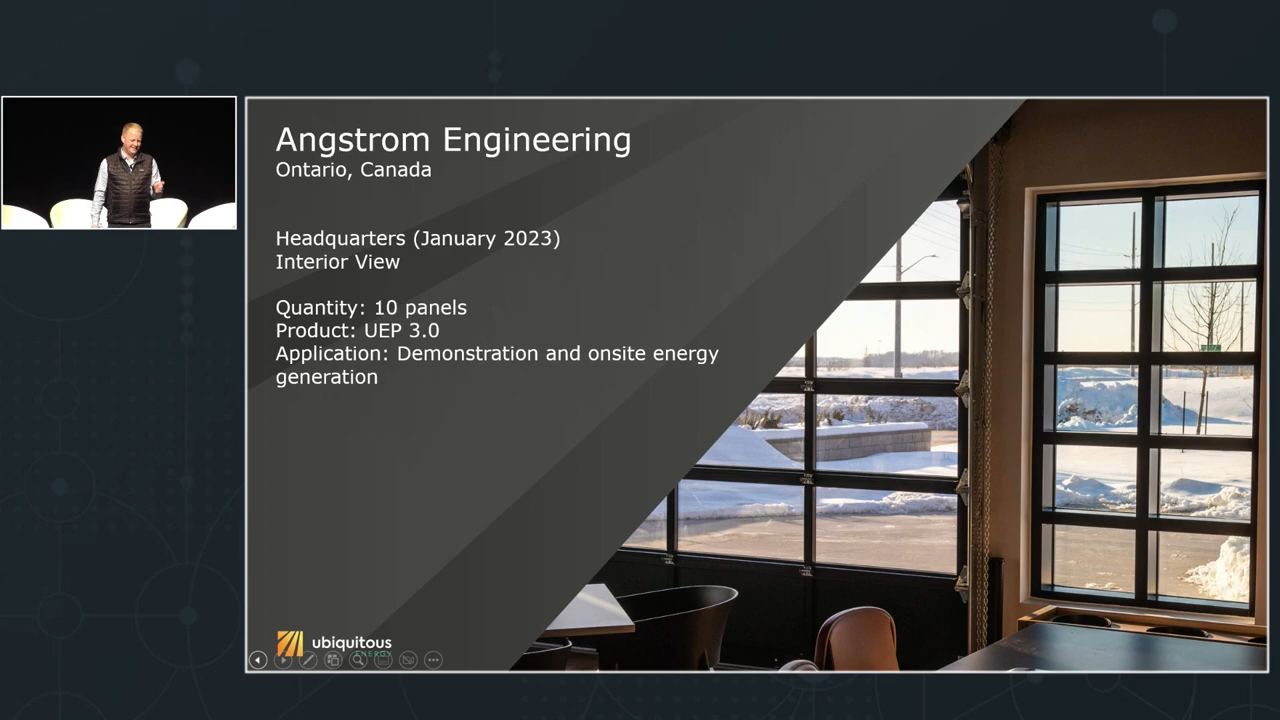 Angstrom Engineering
Ontario, Canada
Headquarters (January 2023)
Interior View
Quantity: 10 panels
Product: UEP 3.0
Application: Demonstration and onsite energy
generation
ubiquitous
ENERGY